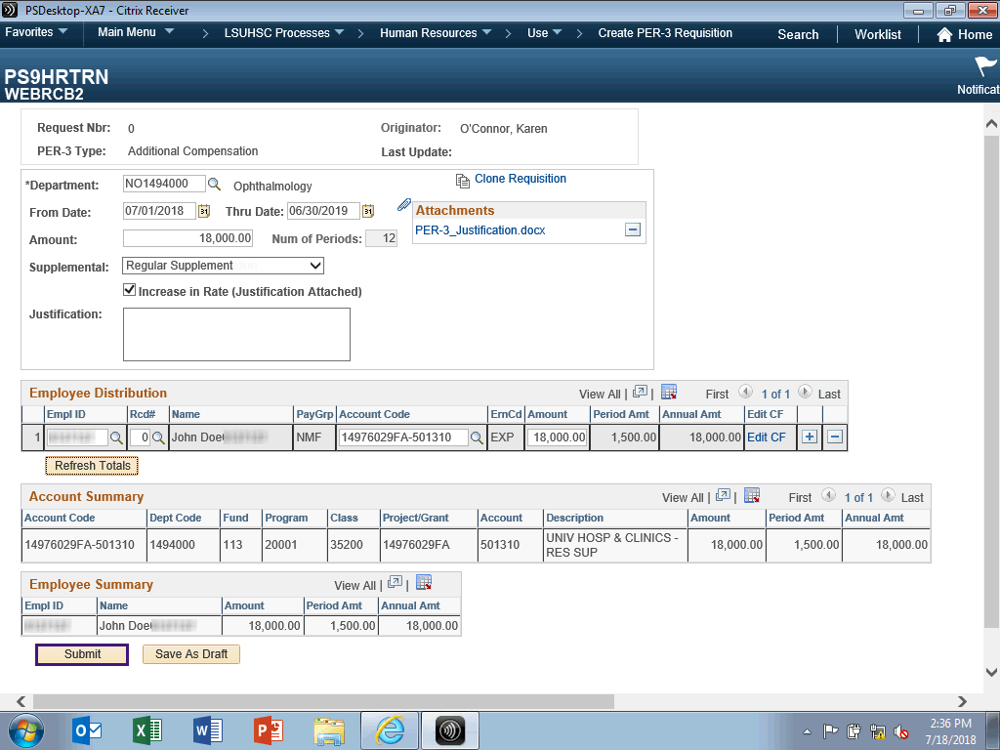 PSDesktop-XA7 - Citrix Receiver
Favorites Main Menu > LSUHSC Processes > Human Resources > Use > Create PER-3 Requisition Search Worklist Home
PS9HRTRN
WEBRCB2
Notificat
Request Nbr: 0 Originator: O'Connor, Karen
PER-3 Type: Additional Compensation Last Update:
*Department: NO1494000 Ophthalmology Clone Requisition
From Date: 07/01/2018 Thru Date: 06/30/2019 Attachments
PER-3_Justification.docx
Amount: 18,000.00 Num of Periods: 12
Supplemental: Regular Supplement
Increase in Rate (Justification Attached)
Justification:
Employee Distribution View All | | First 1 of 1 Last
Empl ID Rcd# Name PayGrp Account Code ErnCd Amount Period Amt Annual Amt Edit CF
1 0 John Doe NMF 14976029FA-501310 EXP 18,000.00 1,500.00 18,000.00 Edit CF
Refresh Totals
Account Summary View All | | First 1 of 1 Last
Account Code Dept Code Fund Program Class Project/Grant Account Description Amount Period Amt Annual Amt
14976029FA-501310 1494000 113 20001 35200 14976029FA 501310 UNIV HOSP & CLINICS - RES SUP 18,000.00 1,500.00 18,000.00
Employee Summary View All | |
Empl ID Name Amount Period Amt Annual Amt
John Doe 18,000.00 1,500.00 18,000.00
Submit Save As Draft
2:36 PM
7/18/2018